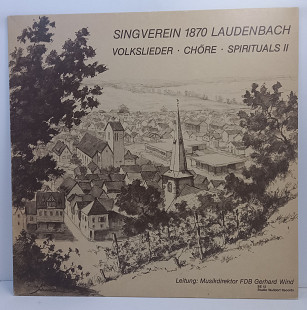 SINGVEREIN 1870 LAUDENBACH
VOLKSLIEDER · CHÖRE · SPIRITUALS II
Leitung: Musikdirektor FDB Gerhard Wind